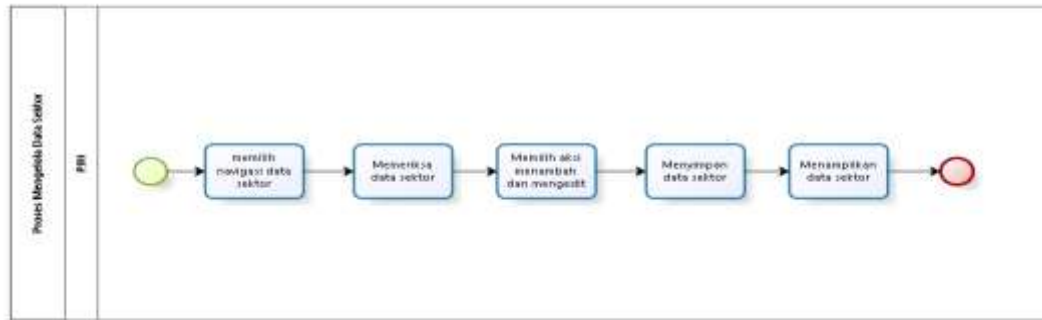 Proses Mengelola Data Sektor
memilih
navigasi data
sektor
Memeriksa
data sektor
Memilih aksi
menambah
dan mengedit
Menyimpan
data sektor
Menampilkan
data sektor